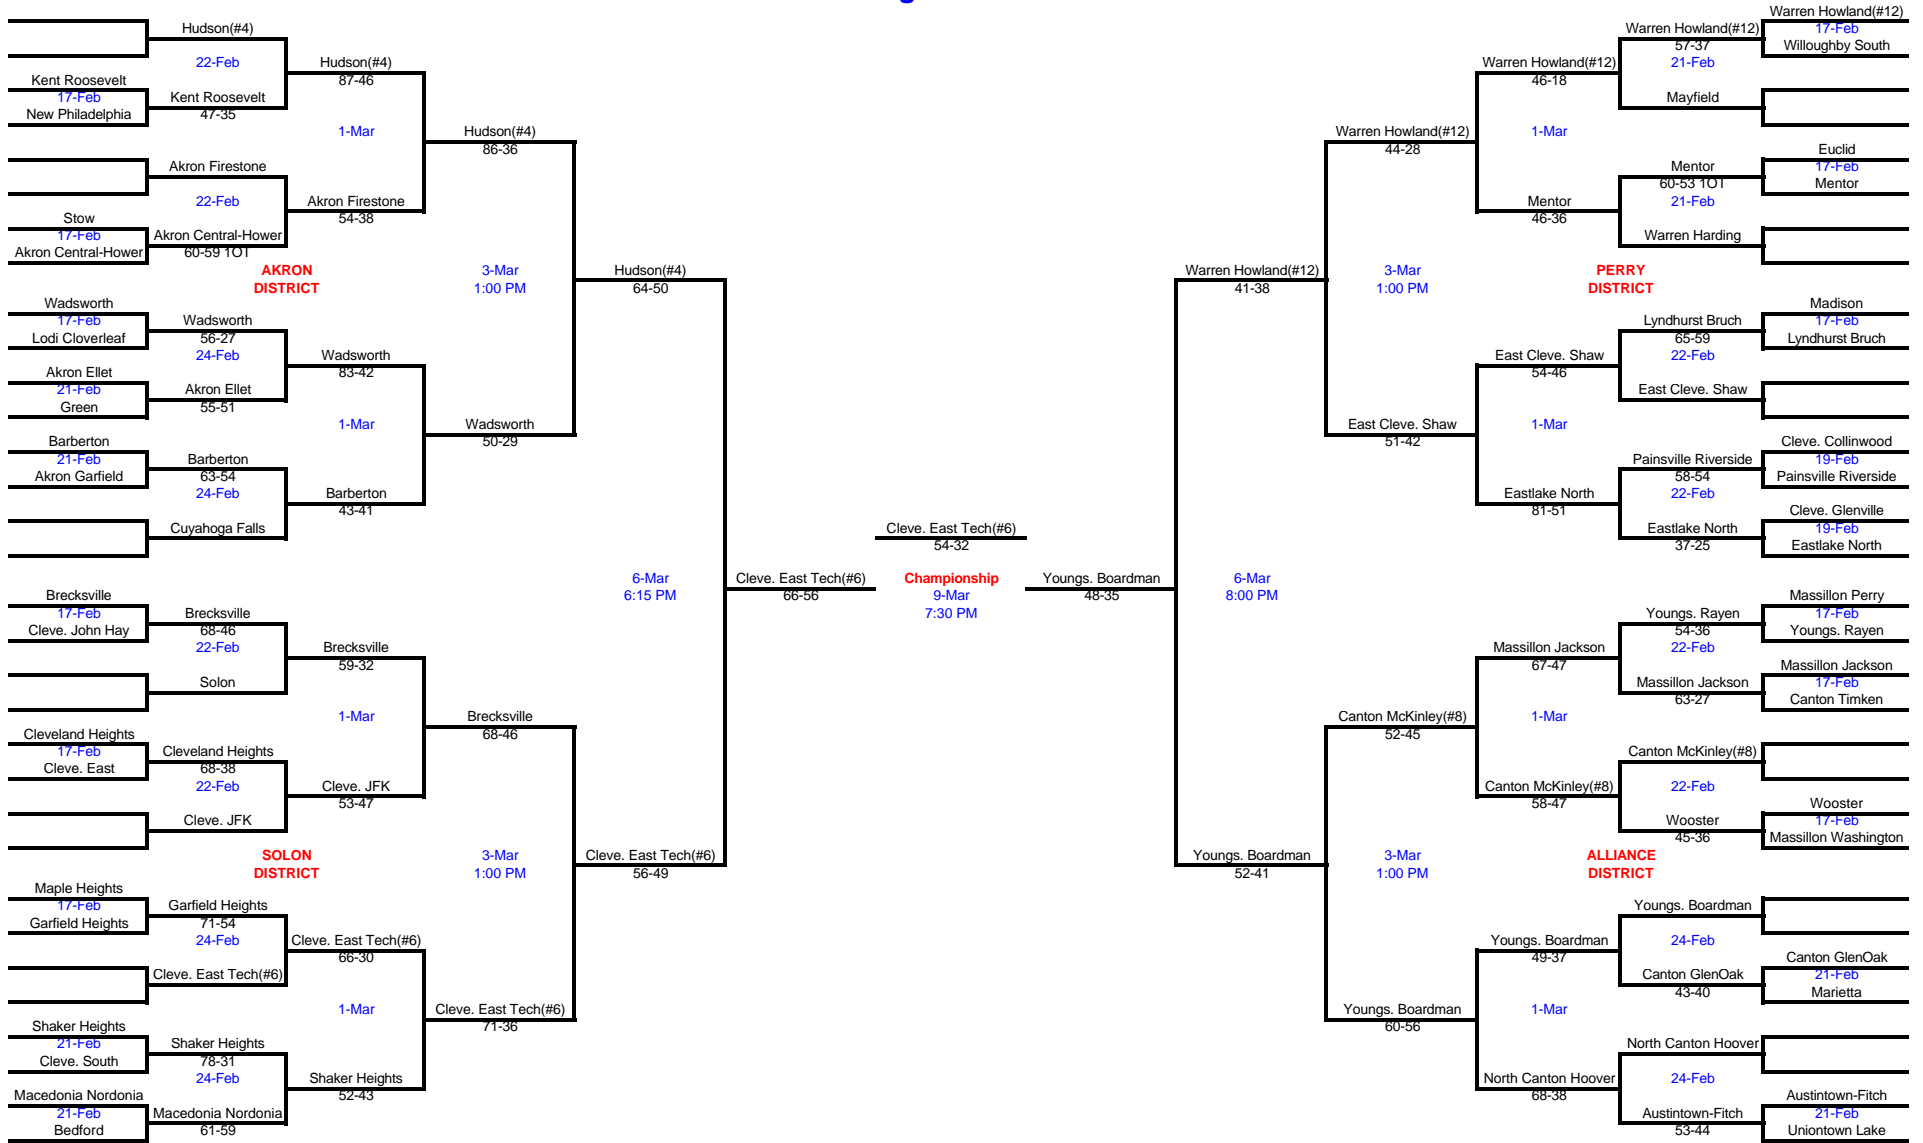 Hudson(#4)
22-Feb
Kent Roosevelt
17-Feb
New Philadelphia
Kent Roosevelt
47-35
Hudson(#4)
87-46
1-Mar
Akron Firestone
22-Feb
Stow
17-Feb
Akron Central-Hower
Akron Central-Hower
60-59 1OT
Akron Firestone
54-38
Hudson(#4)
86-36
AKRON
DISTRICT
3-Mar
1:00 PM
Hudson(#4)
64-50
Wadsworth
17-Feb
Lodi Cloverleaf
Wadsworth
56-27
24-Feb
Akron Ellet
21-Feb
Green
Akron Ellet
55-51
Wadsworth
83-42
1-Mar
Barberton
21-Feb
Akron Garfield
Barberton
63-54
24-Feb
Cuyahoga Falls
Barberton
43-41
Wadsworth
50-29
6-Mar
6:15 PM
Brecksville
17-Feb
Cleve. John Hay
Brecksville
68-46
22-Feb
Solon
Brecksville
59-32
1-Mar
Cleveland Heights
17-Feb
Cleve. East
Cleveland Heights
68-38
22-Feb
Cleve. JFK
Cleve. JFK
53-47
Brecksville
68-46
SOLON
DISTRICT
3-Mar
1:00 PM
Cleve. East Tech(#6)
56-49
Maple Heights
17-Feb
Garfield Heights
Garfield Heights
71-54
24-Feb
Cleve. East Tech(#6)
Cleve. East Tech(#6)
66-30
1-Mar
Shaker Heights
21-Feb
Cleve. South
Shaker Heights
78-31
24-Feb
Macedonia Nordonia
21-Feb
Bedford
Macedonia Nordonia
61-59
Shaker Heights
52-43
Cleve. East Tech(#6)
71-36
Cleve. East Tech(#6)
66-56
Cleve. East Tech(#6)
54-32
Championship
9-Mar
7:30 PM
Youngs. Boardman
48-35
6-Mar
8:00 PM
Warren Howland(#12)
17-Feb
Willoughby South
Warren Howland(#12)
57-37
21-Feb
Mayfield
Warren Howland(#12)
46-18
1-Mar
Euclid
17-Feb
Mentor
Mentor
60-53 1OT
21-Feb
Warren Harding
Mentor
46-36
Warren Howland(#12)
44-28
PERRY
DISTRICT
3-Mar
1:00 PM
Warren Howland(#12)
41-38
Madison
17-Feb
Lyndhurst Bruch
Lyndhurst Bruch
65-59
22-Feb
East Cleve. Shaw
East Cleve. Shaw
54-46
1-Mar
Cleve. Collinwood
19-Feb
Painsville Riverside
Painsville Riverside
58-54
22-Feb
Cleve. Glenville
19-Feb
Eastlake North
Eastlake North
37-25
Eastlake North
81-51
East Cleve. Shaw
51-42
Massillon Perry
17-Feb
Youngs. Rayen
Youngs. Rayen
54-36
22-Feb
Massillon Jackson
17-Feb
Canton Timken
Massillon Jackson
63-27
Massillon Jackson
67-47
1-Mar
Canton McKinley(#8)
22-Feb
Wooster
17-Feb
Massillon Washington
Wooster
45-36
Canton McKinley(#8)
58-47
Canton McKinley(#8)
52-45
ALLIANCE
DISTRICT
3-Mar
1:00 PM
Youngs. Boardman
52-41
Youngs. Boardman
24-Feb
Canton GlenOak
21-Feb
Marietta
Canton GlenOak
43-40
Youngs. Boardman
49-37
1-Mar
North Canton Hoover
24-Feb
Austintown-Fitch
21-Feb
Uniontown Lake
Austintown-Fitch
53-44
North Canton Hoover
68-38
Youngs. Boardman
60-56